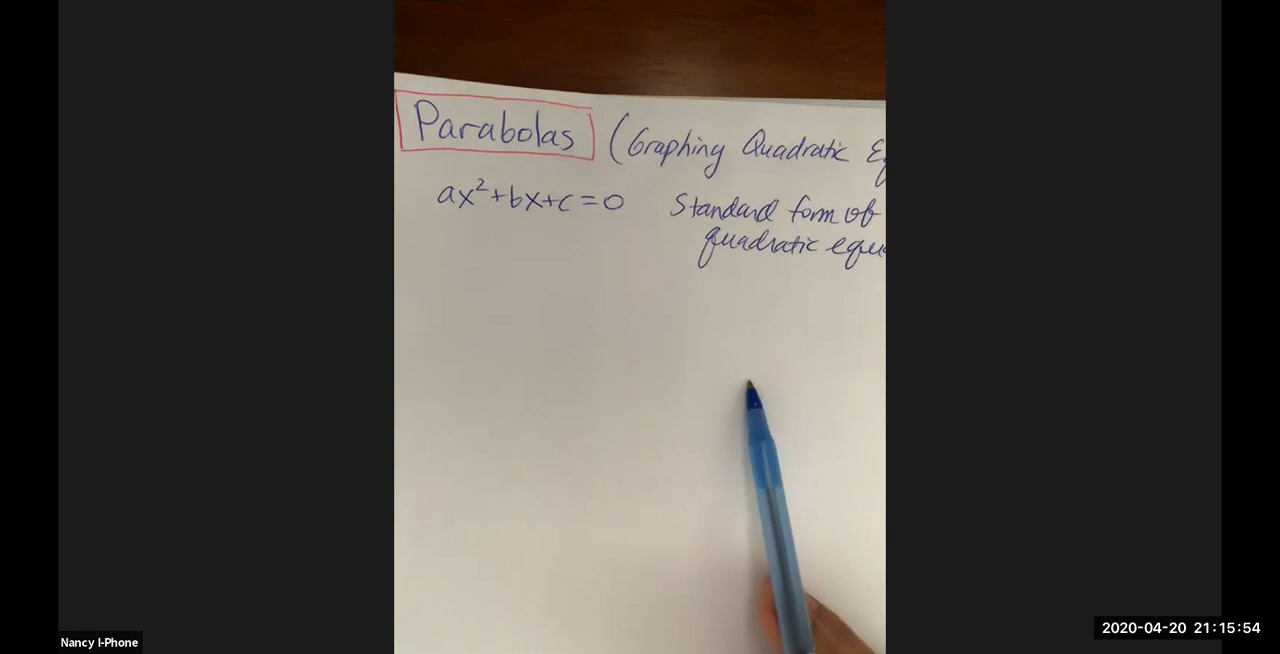 Parabolas (Graphing Quadratic
ax²+bx+c=0 Standard form of
quadratic
Nancy I-Phone
2020-04-20 21:15:54